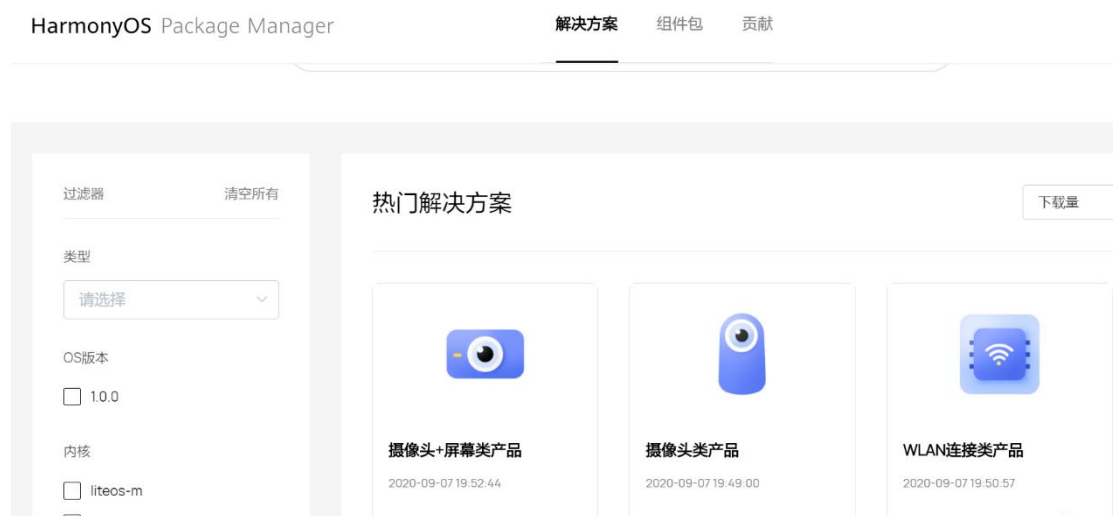 HarmonyOS Package Manager
解决方案 组件包 贡献
过滤器 清空所有
类型
请选择
OS版本
1.0.0
内核
liteos-m
热门解决方案
下载量
摄像头+屏幕类产品
2020-09-07 19:52:44
摄像头类产品
2020-09-07 19:49:00
WLAN连接类产品
2020-09-07 19:50:57